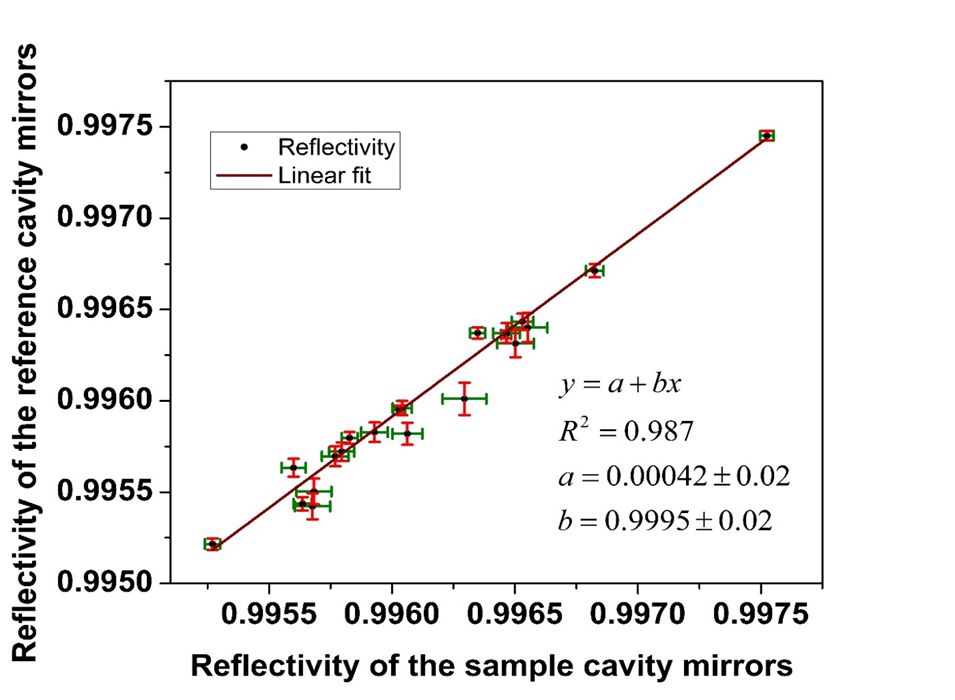 Reflectivity of the reference cavity mirrors
0.9975
0.9970
0.9965
0.9960
0.9955
0.9950
Reflectivity
Linear fit
y = a + bx
R² = 0.987
a = 0.00042 ± 0.02
b = 0.9995 ± 0.02
0.9955 0.9960 0.9965 0.9970 0.9975
Reflectivity of the sample cavity mirrors